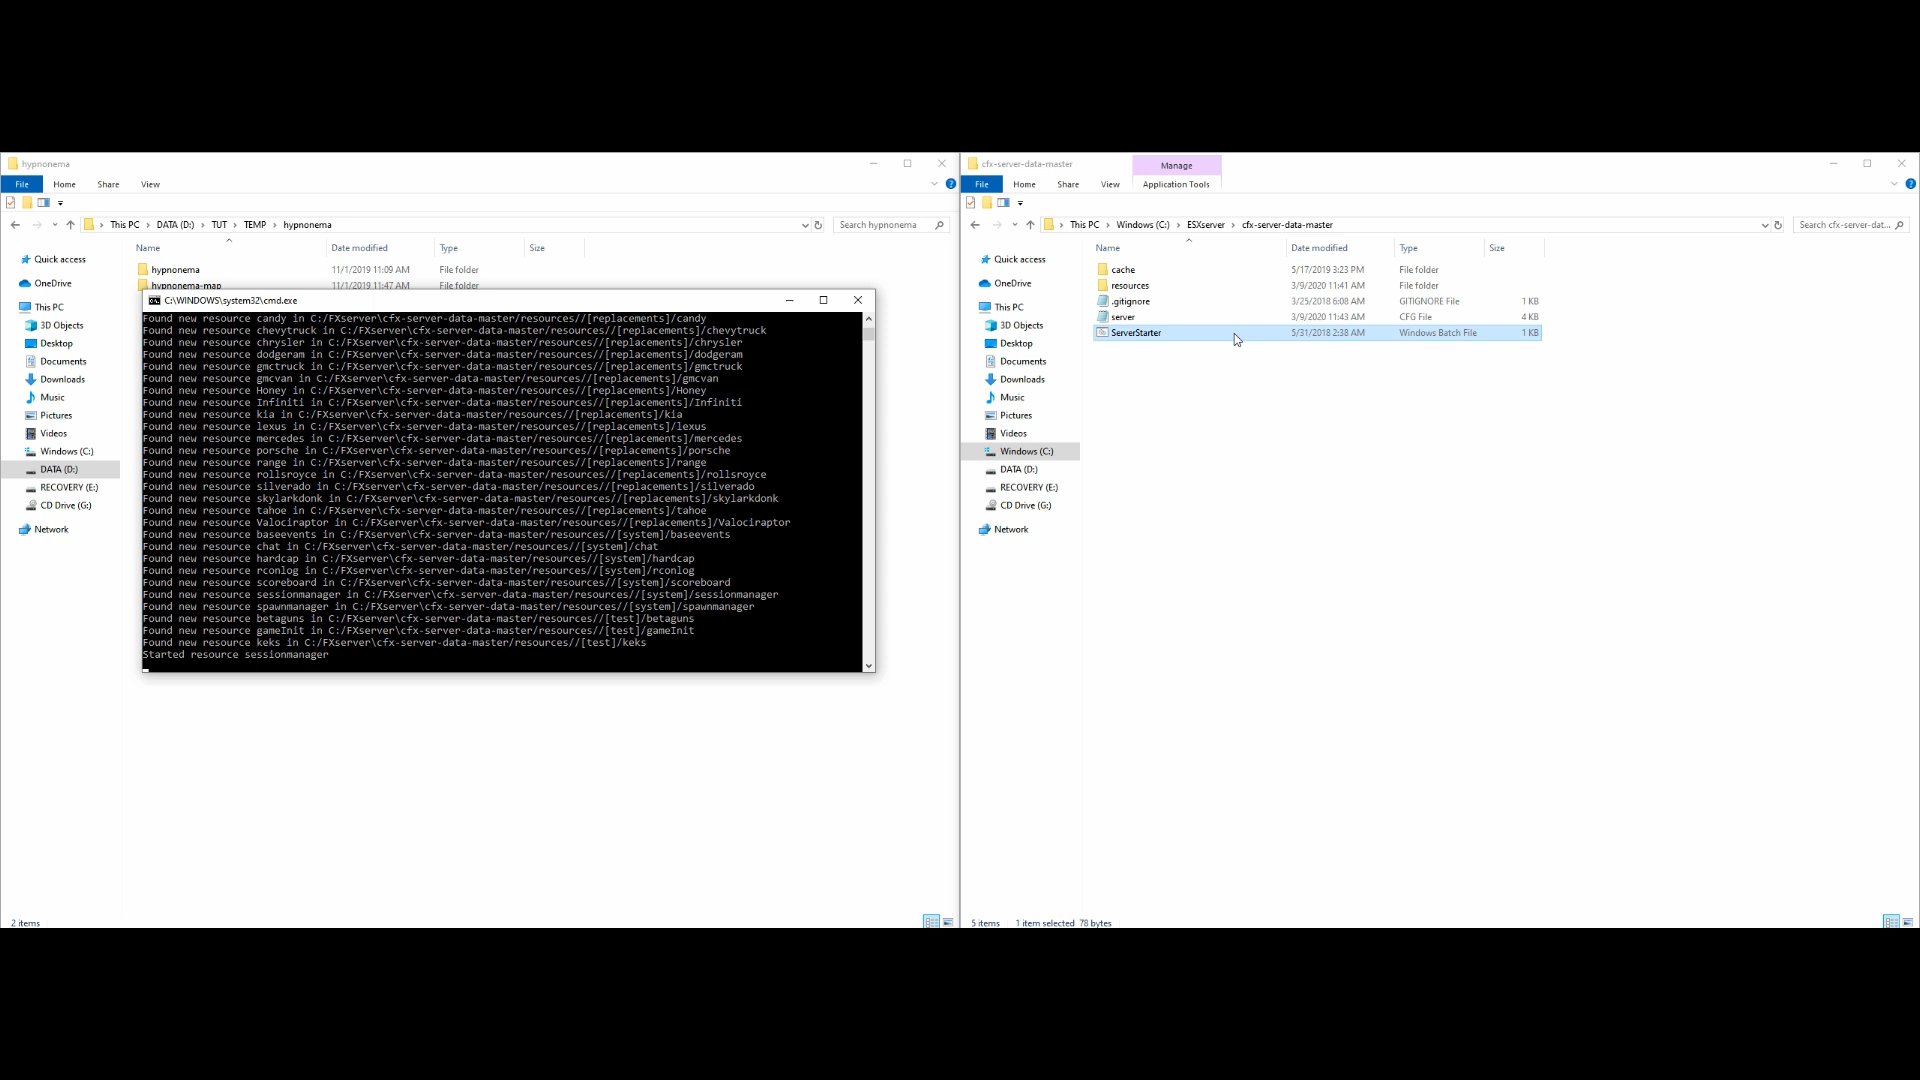 hypnonema
File
Home
Share
View
This PC
DATA (D:)
TUT
TEMP
hypnonema
Search hypnonema
Name
Date modified
Type
Size
Quick access
OneDrive
This PC
3D Objects
Desktop
Documents
Downloads
Music
Pictures
Videos
Windows (C:)
DATA (D:)
RECOVERY (E:)
CD Drive (G:)
Network
hypnonema 11/1/2019 11:09 AM File folder
hypnonema-map 11/1/2019 11:47 AM File folder
2 items
C:\WINDOWS\system32\cmd.exe
Found new resource candy in C:/FXserver\cfx-server-data-master/resources//[replacements]/candy
Found new resource chevytruck in C:/FXserver\cfx-server-data-master/resources//[replacements]/chevytruck
Found new resource chrysler in C:/FXserver\cfx-server-data-master/resources//[replacements]/chrysler
Found new resource dodgeram in C:/FXserver\cfx-server-data-master/resources//[replacements]/dodgeram
Found new resource gmctruck in C:/FXserver\cfx-server-data-master/resources//[replacements]/gmctruck
Found new resource gmcvan in C:/FXserver\cfx-server-data-master/resources//[replacements]/gmcvan
Found new resource Honey in C:/FXserver\cfx-server-data-master/resources//[replacements]/Honey
Found new resource Infiniti in C:/FXserver\cfx-server-data-master/resources//[replacements]/Infiniti
Found new resource kia in C:/FXserver\cfx-server-data-master/resources//[replacements]/kia
Found new resource lexus in C:/FXserver\cfx-server-data-master/resources//[replacements]/lexus
Found new resource mercedes in C:/FXserver\cfx-server-data-master/resources//[replacements]/mercedes
Found new resource porsche in C:/FXserver\cfx-server-data-master/resources//[replacements]/porsche
Found new resource range in C:/FXserver\cfx-server-data-master/resources//[replacements]/range
Found new resource rollsroyce in C:/FXserver\cfx-server-data-master/resources//[replacements]/rollsroyce
Found new resource silverado in C:/FXserver\cfx-server-data-master/resources//[replacements]/silverado
Found new resource skylarkdonk in C:/FXserver\cfx-server-data-master/resources//[replacements]/skylarkdonk
Found new resource tahoe in C:/FXserver\cfx-server-data-master/resources//[replacements]/tahoe
Found new resource Valociraptor in C:/FXserver\cfx-server-data-master/resources//[replacements]/Valociraptor
Found new resource baseevents in C:/FXserver\cfx-server-data-master/resources//[system]/baseevents
Found new resource chat in C:/FXserver\cfx-server-data-master/resources//[system]/chat
Found new resource hardcap in C:/FXserver\cfx-server-data-master/resources//[system]/hardcap
Found new resource rconlog in C:/FXserver\cfx-server-data-master/resources//[system]/rconlog
Found new resource scoreboard in C:/FXserver\cfx-server-data-master/resources//[system]/scoreboard
Found new resource sessionmanager in C:/FXserver\cfx-server-data-master/resources//[system]/sessionmanager
Found new resource spawnmanager in C:/FXserver\cfx-server-data-master/resources//[system]/spawnmanager
Found new resource betaguns in C:/FXserver\cfx-server-data-master/resources//[test]/betaguns
Found new resource gameInit in C:/FXserver\cfx-server-data-master/resources//[test]/gameInit
Found new resource keks in C:/FXserver\cfx-server-data-master/resources//[test]/keks
Started resource sessionmanager
cfx-server-data-master
Manage
File
Home
Share
View
Application Tools
This PC
Windows (C:)
ESXserver
cfx-server-data-master
Search cfx-server-dat...
Name
Date modified
Type
Size
Quick access
OneDrive
This PC
3D Objects
Desktop
Documents
Downloads
Music
Pictures
Videos
Windows (C:)
DATA (D:)
RECOVERY (E:)
CD Drive (G:)
Network
cache 5/17/2019 3:23 PM File folder
resources 3/9/2020 11:41 AM File folder
.gitignore 3/25/2018 6:08 AM GITIGNORE File 1 KB
server 3/9/2020 11:43 AM CFG File 4 KB
ServerStarter 5/31/2018 2:38 AM Windows Batch File 1 KB
5 items
1 item selected 78 bytes